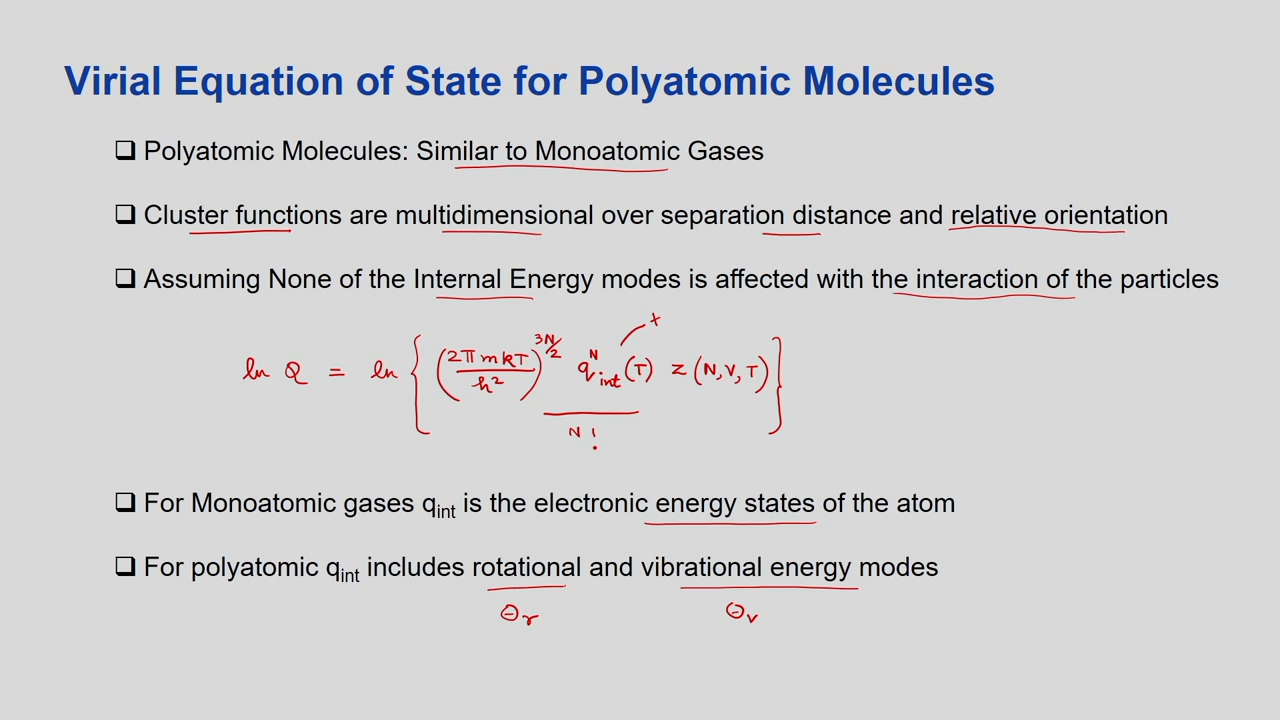 Virial Equation of State for Polyatomic Molecules
❑ Polyatomic Molecules: Similar to Monoatomic Gases
❑ Cluster functions are multidimensional over separation distance and relative orientation
❑ Assuming None of the Internal Energy modes is affected with the interaction of the particles
ln Q = ln { (2πmkT / h²)^{3N/2} q^N_int (T) z (N, V, T) / N! }
❑ For Monoatomic gases q_int is the electronic energy states of the atom
❑ For polyatomic q_int includes rotational and vibrational energy modes
Θ_r Θ_v